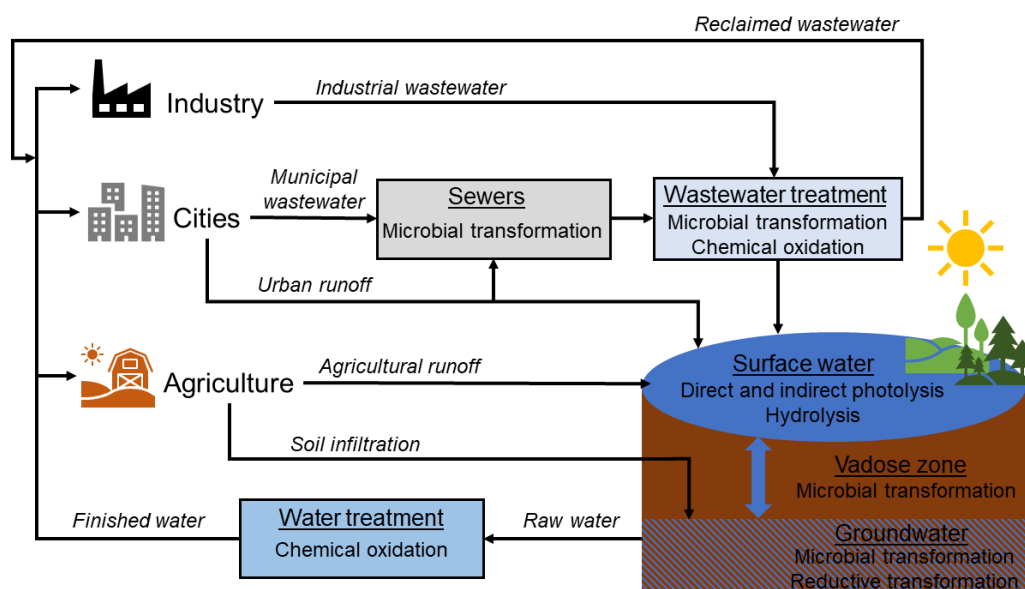 Reclaimed wastewater
Industry
Industrial wastewater
Municipal
wastewater
Cities
Sewers
Microbial transformation
Wastewater treatment
Microbial transformation
Chemical oxidation
Urban runoff
Agriculture
Agricultural runoff
Surface water
Direct and indirect photolysis
Hydrolysis
Soil infiltration
Vadose zone
Microbial transformation
Finished water
Water treatment
Chemical oxidation
Raw water
Groundwater
Microbial transformation
Reductive transformation